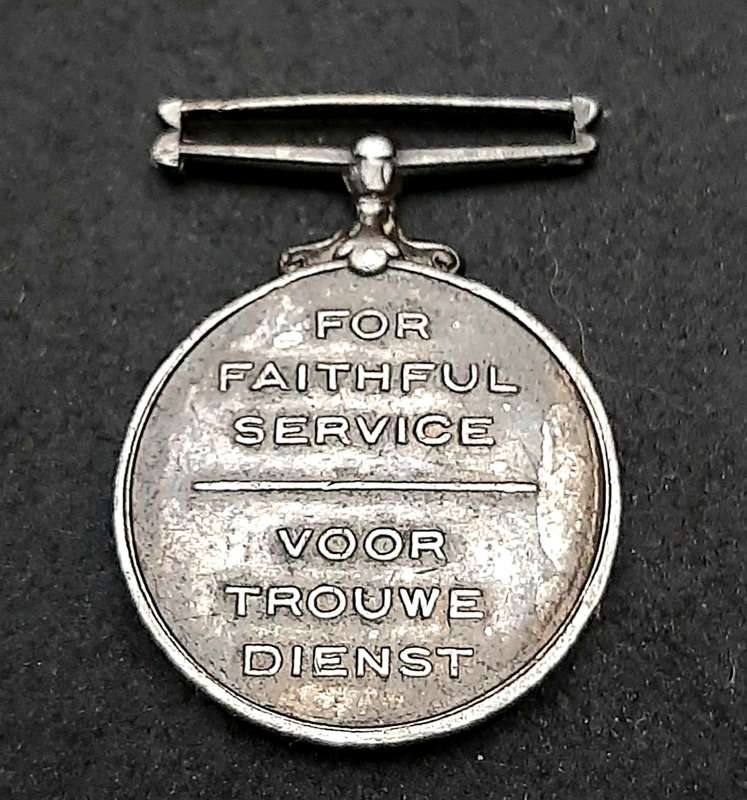 FOR
FAITHFUL
SERVICE
VOOR
TROUWE
DIENST